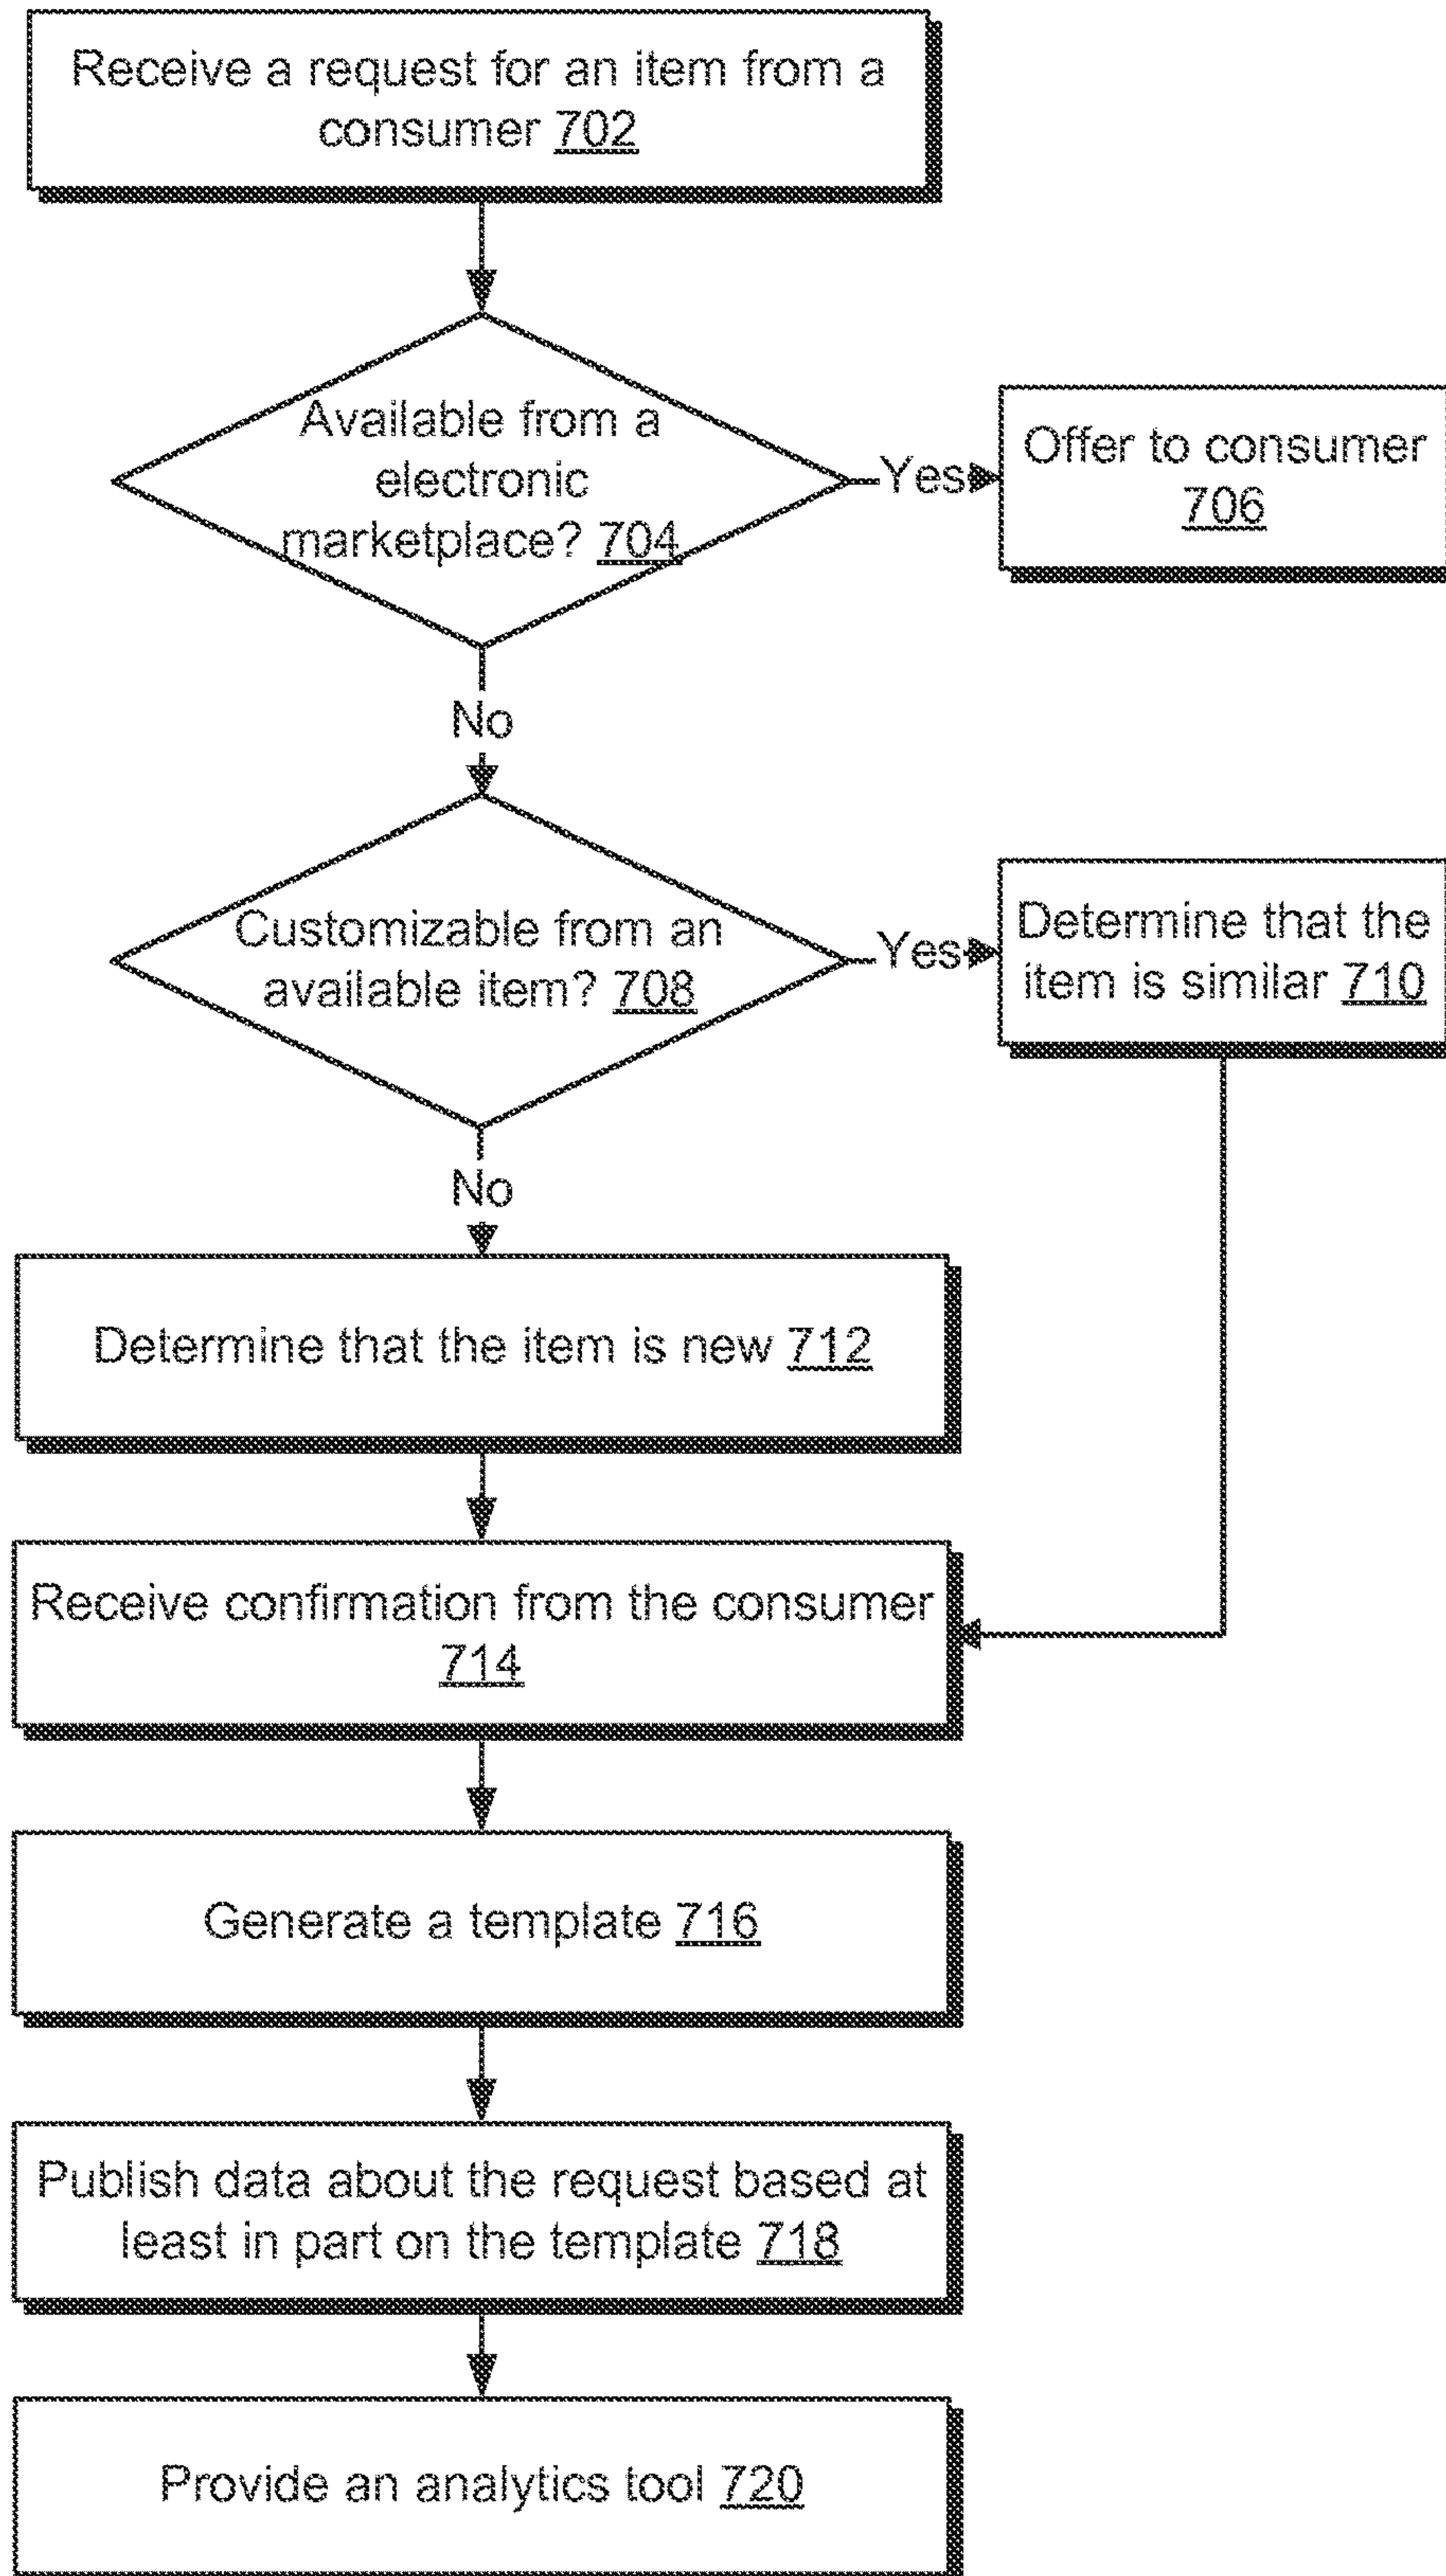 Receive a request for an item from a
consumer 702
Available from a
electronic
marketplace? 704
Yes
Offer to consumer
706
No
Customizable from an
available item? 708
Yes
Determine that the
item is similar 710
No
Determine that the item is new 712
Receive confirmation from the consumer
714
Generate a template 716
Publish data about the request based at
least in part on the template 718
Provide an analytics tool 720